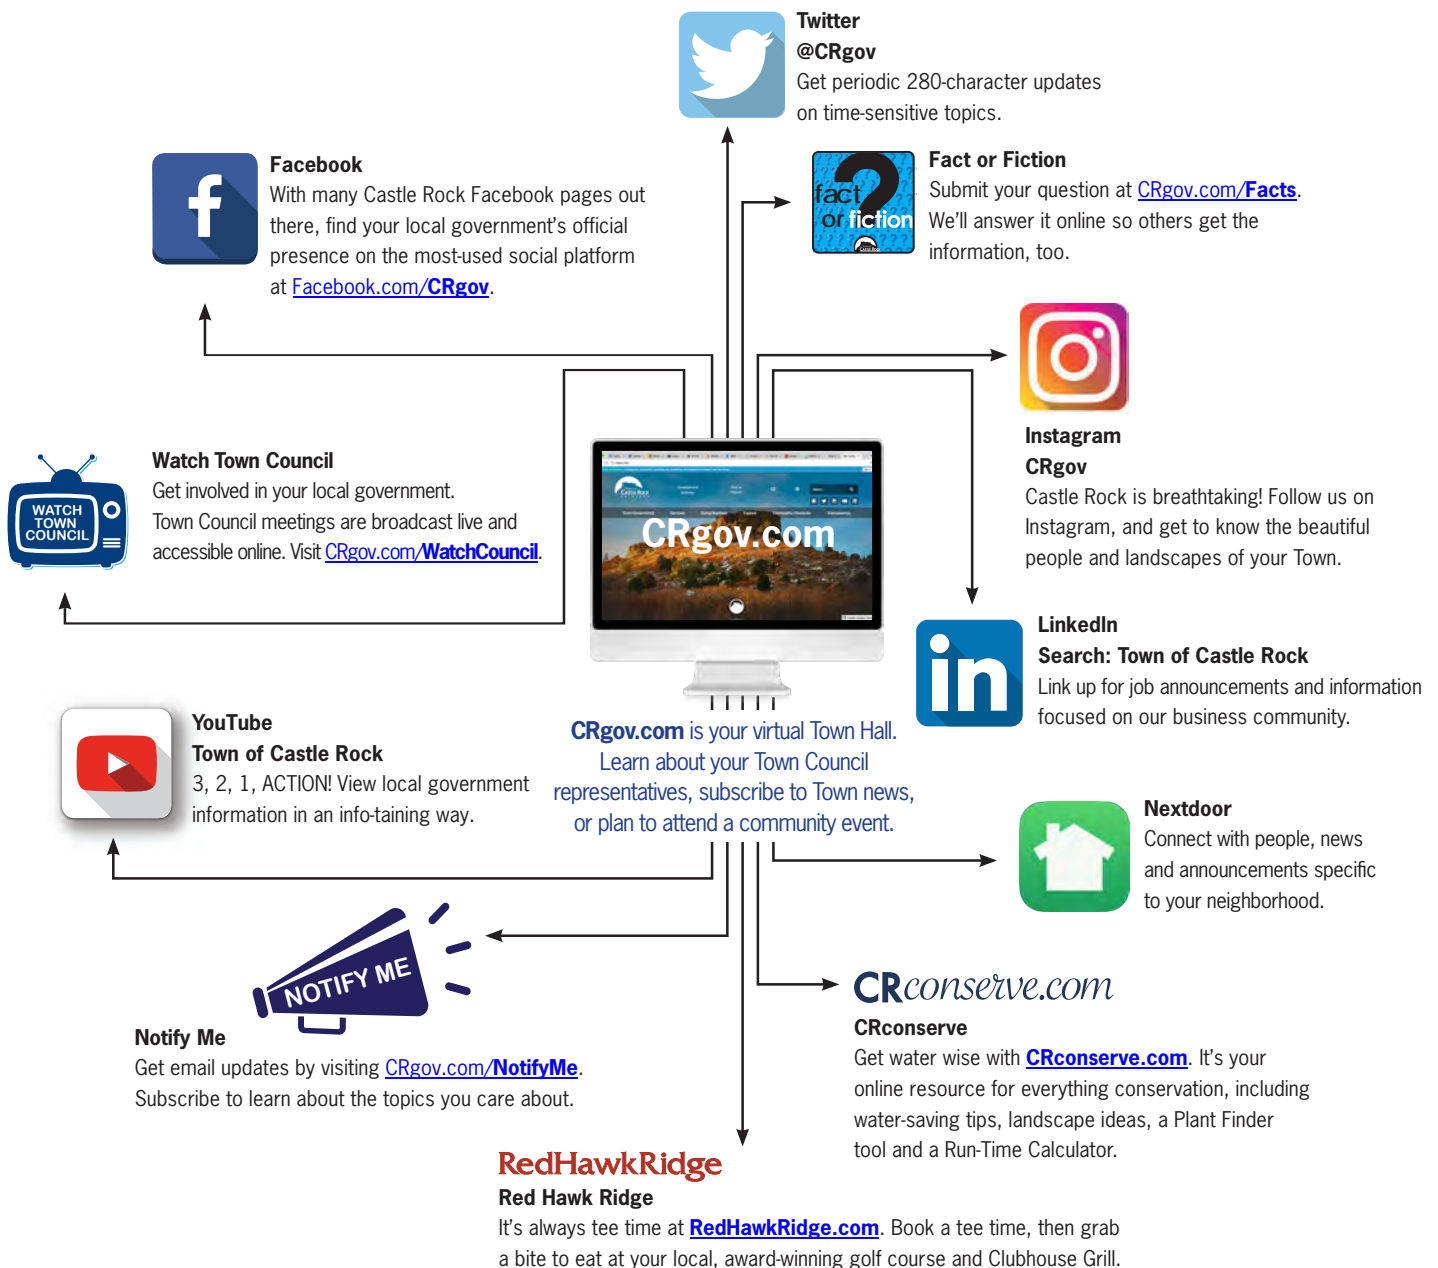 Twitter
@CRgov
Get periodic 280-character updates
on time-sensitive topics.
Facebook
With many Castle Rock Facebook pages out
there, find your local government's official
presence on the most-used social platform
at Facebook.com/CRgov.
fact
or fiction
?
Fact or Fiction
Submit your question at CRgov.com/Facts.
We'll answer it online so others get the
information, too.
Instagram
CRgov
Castle Rock is breathtaking! Follow us on
Instagram, and get to know the beautiful
people and landscapes of your Town.
WATCH
TOWN
COUNCIL
Watch Town Council
Get involved in your local government.
Town Council meetings are broadcast live and
accessible online. Visit CRgov.com/WatchCouncil.
CASTLE ROCK
CRgov.com
in
LinkedIn
Search: Town of Castle Rock
Link up for job announcements and information
focused on our business community.
YouTube
Town of Castle Rock
3, 2, 1, ACTION! View local government
information in an info-taining way.
CRgov.com is your virtual Town Hall.
Learn about your Town Council
representatives, subscribe to Town news,
or plan to attend a community event.
Nextdoor
Connect with people, news
and announcements specific
to your neighborhood.
NOTIFY ME
Notify Me
Get email updates by visiting CRgov.com/NotifyMe.
Subscribe to learn about the topics you care about.
CRconserve.com
CRconserve
Get water wise with CRconserve.com. It's your
online resource for everything conservation, including
water-saving tips, landscape ideas, a Plant Finder
tool and a Run-Time Calculator.
RedHawkRidge
Red Hawk Ridge
It's always tee time at RedHawkRidge.com. Book a tee time, then grab
a bite to eat at your local, award-winning golf course and Clubhouse Grill.